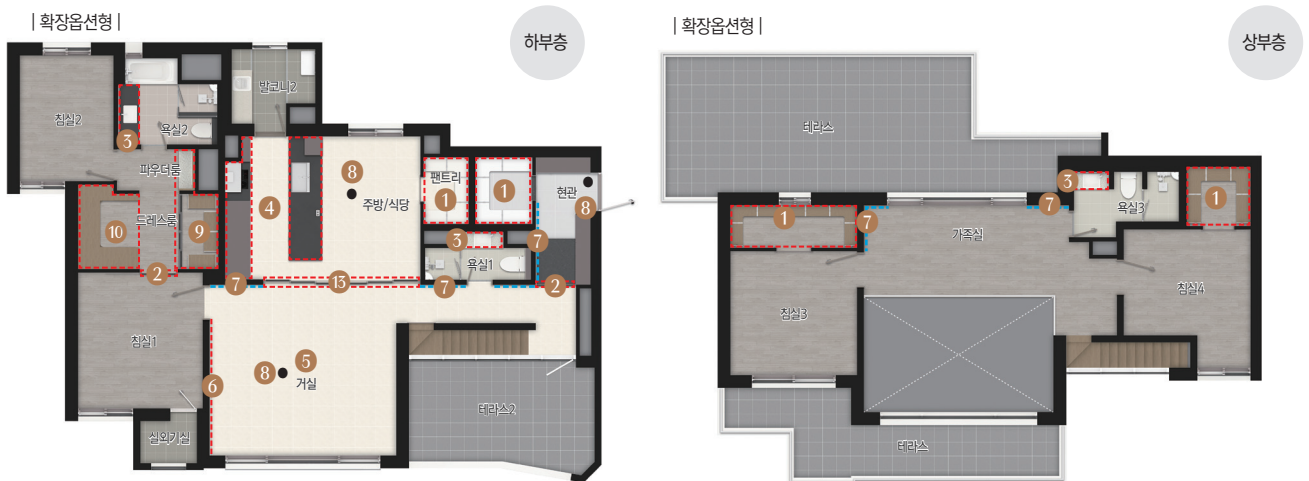 | 확장옵션형 |
하부층
침실2
욕실2
3
발코니2
파우더룸
드레스룸
10
9
2
4
8
주방/식당
팬트리
1
1
현관
8
3
욕실1
7
7
13
7
2
침실1
6
8
5
거실
테라스2
실외기실
| 확장옵션형 |
상부층
테라스
3
욕실3
1
1
7
7
가족실
침실3
침실4
테라스